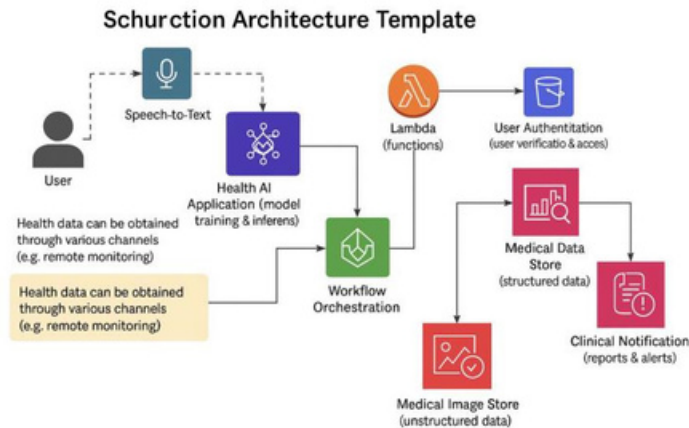 Schurction Architecture Template
Speech-to-Text
User
Health AI
Application (model
training & inferens)
Lambda
(functions)
User Authentitation
(user verificatio & acces)
Health data can be obtained
through various channels
(e.g. remote monitoring)
Health data can be obtained
through various channels
(e.g. remote monitoring)
Workflow
Orchestration
Medical Data
Store
(structured data)
Clinical Notification
(reports & alerts)
Medical Image Store
(unstructured data)